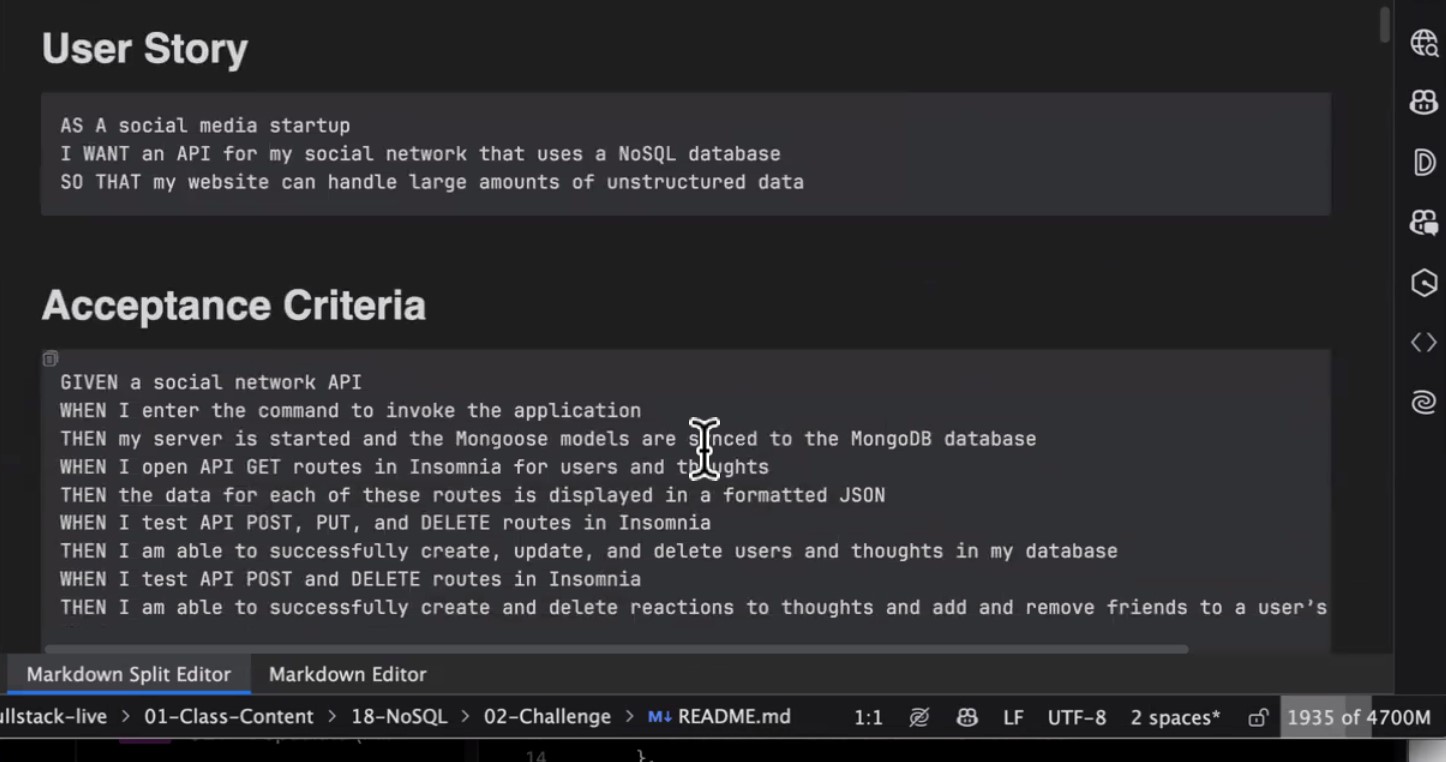 User Story
AS A social media startup
I WANT an API for my social network that uses a NoSQL database
SO THAT my website can handle large amounts of unstructured data
Acceptance Criteria
GIVEN a social network API
WHEN I enter the command to invoke the application
THEN my server is started and the Mongoose models are synced to the MongoDB database
WHEN I open API GET routes in Insomnia for users and thoughts
THEN the data for each of these routes is displayed in a formatted JSON
WHEN I test API POST, PUT, and DELETE routes in Insomnia
THEN I am able to successfully create, update, and delete users and thoughts in my database
WHEN I test API POST and DELETE routes in Insomnia
THEN I am able to successfully create and delete reactions to thoughts and add and remove friends to a user’s
Markdown Split Editor Markdown Editor
ullstack-live > 01-Class-Content > 18-NoSQL > 02-Challenge > M↓ README.md 1:1 LF UTF-8 2 spaces* 1935 of 4700M
14 },